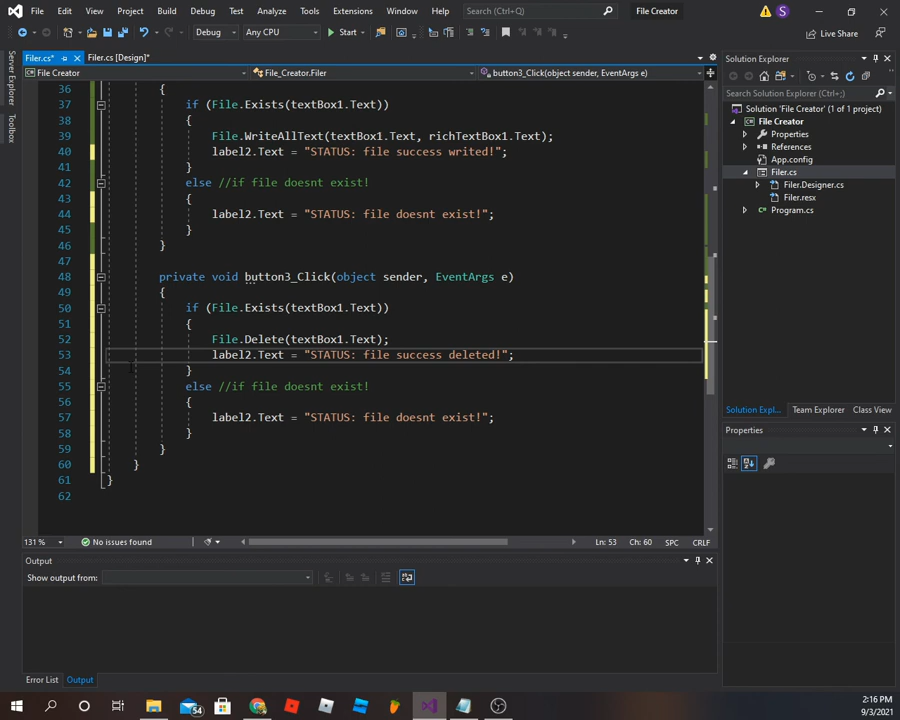 File Edit View Git Project Build Debug Test Analyze Tools Extensions Window Help Search (Ctrl+Q) File Creator S
Debug Any CPU Start Live Share
Filer.cs* Filer.cs [Design]*
File Creator File_Creator.Filer button3_Click(object sender, EventArgs e)
Server Explorer
Toolbox
36 {
37 if (File.Exists(textBox1.Text))
38 {
39 File.WriteAllText(textBox1.Text, richTextBox1.Text);
40 label2.Text = "STATUS: file success writed!";
41 }
42 else //if file doesnt exist!
43 {
44 label2.Text = "STATUS: file doesnt exist!";
45 }
46 }
47
48 private void button3_Click(object sender, EventArgs e)
49 {
50 if (File.Exists(textBox1.Text))
51 {
52 File.Delete(textBox1.Text);
53 label2.Text = "STATUS: file success deleted!";
54 }
55 else //if file doesnt exist!
56 {
57 label2.Text = "STATUS: file doesnt exist!";
58 }
59 }
60 }
61 }
62
131 % No issues found Ln: 53 Ch: 60 SPC CRLF
Output
Show output from:
Error List Output
Solution Explorer
Search Solution Explorer (Ctrl+;)
Solution 'File Creator' (1 of 1 project)
File Creator
Properties
References
App.config
Filer.cs
Filer.Designer.cs
Filer.resx
Program.cs
Solution Expl... Team Explorer Class View
Properties
54
2:16 PM
9/3/2021